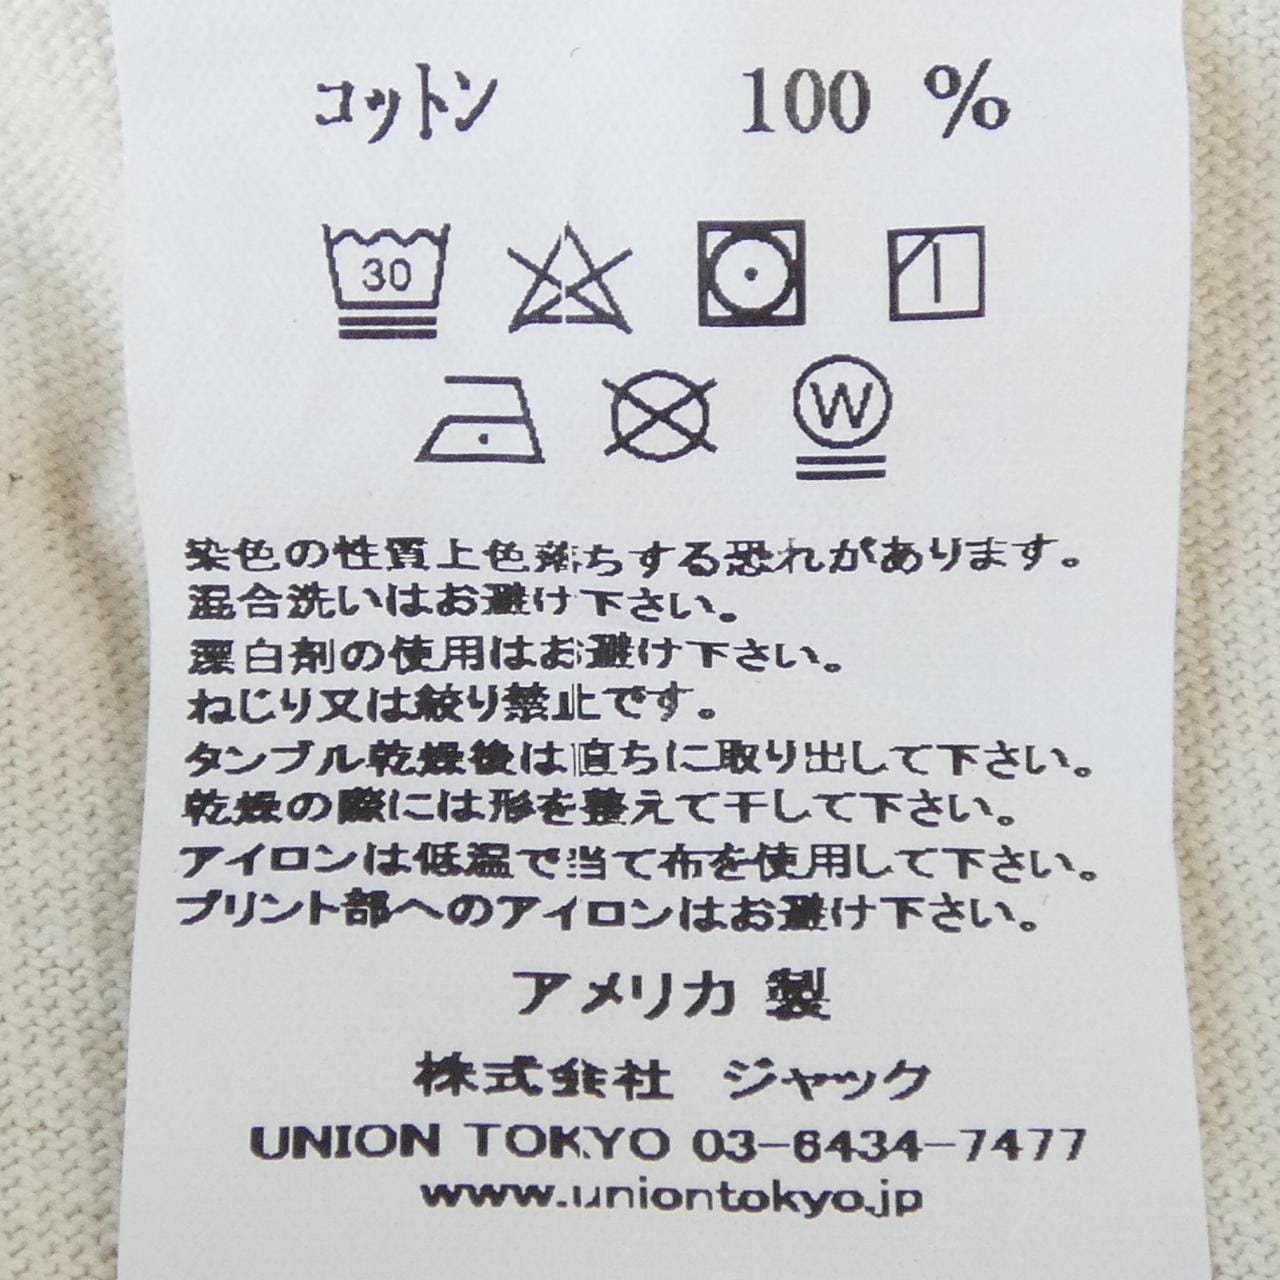 コットン 100 %
30
W
染色の性質上色落ちする恐れがあります。
混合洗いはお避け下さい。
漂白剤の使用はお避け下さい。
ねじり又は絞り禁止です。
タンブル乾燥後は直ちに取り出して下さい。
乾燥の際には形を整えて干して下さい。
アイロンは低温で当て布を使用して下さい。
プリント部へのアイロンはお避け下さい。
アメリカ 製
株式会社 ジャック
UNION TOKYO 03-6434-7477
www.uniontokyo.jp